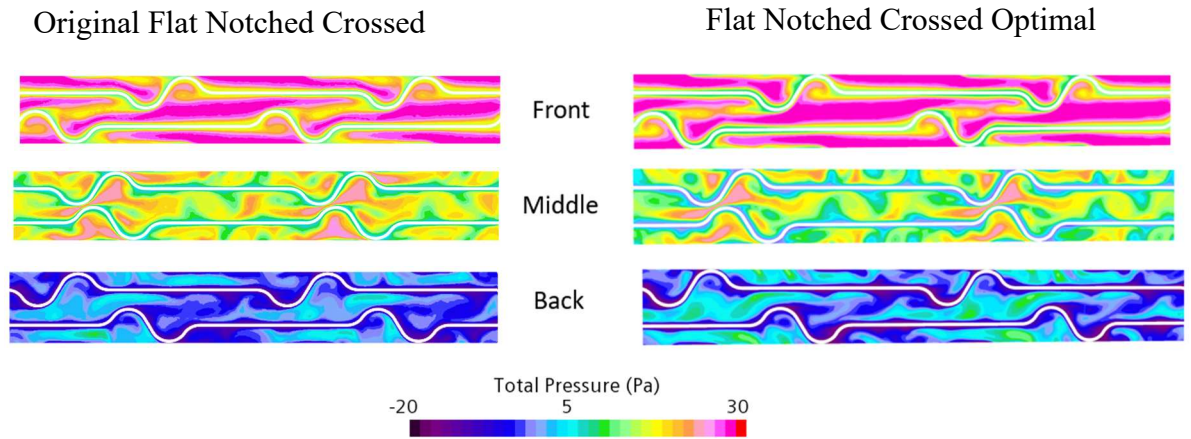 Original Flat Notched Crossed
Flat Notched Crossed Optimal
Front
Middle
Back
Total Pressure (Pa)
-20 5 30